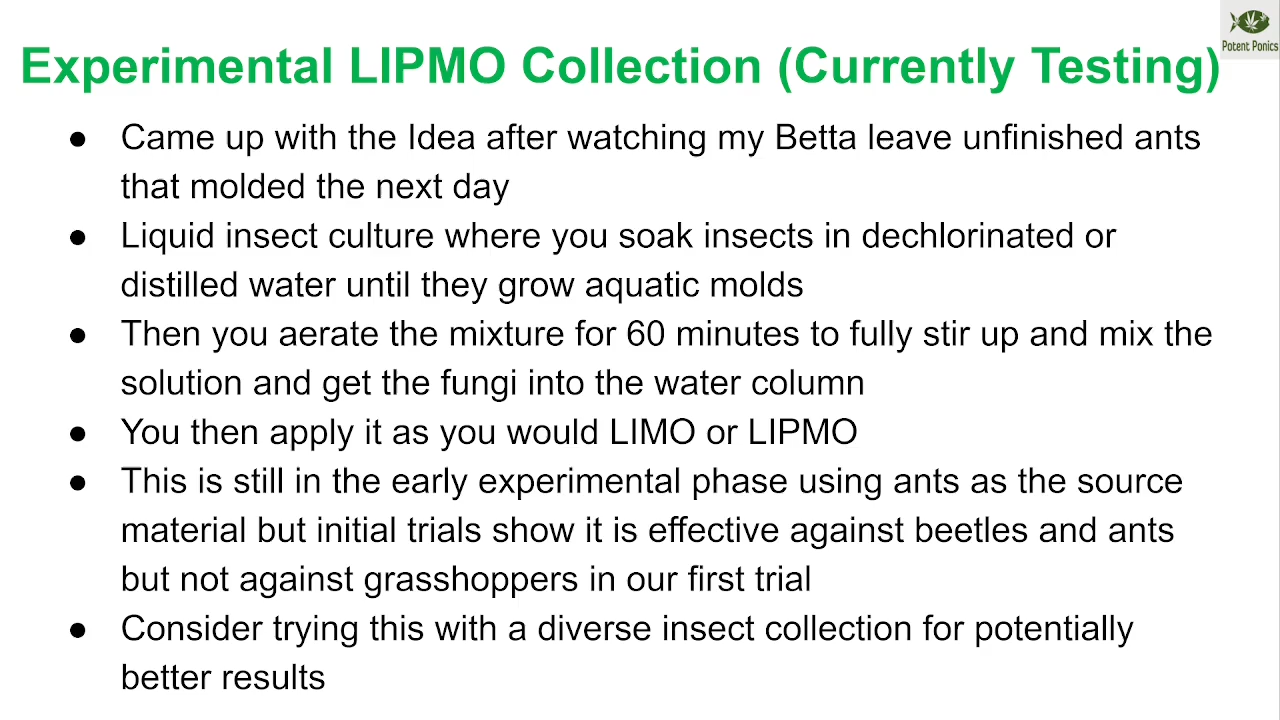 Potent Ponics
Experimental LIPMO Collection (Currently Testing)
● Came up with the Idea after watching my Betta leave unfinished ants
that molded the next day
● Liquid insect culture where you soak insects in dechlorinated or
distilled water until they grow aquatic molds
● Then you aerate the mixture for 60 minutes to fully stir up and mix the
solution and get the fungi into the water column
● You then apply it as you would LIMO or LIPMO
● This is still in the early experimental phase using ants as the source
material but initial trials show it is effective against beetles and ants
but not against grasshoppers in our first trial
● Consider trying this with a diverse insect collection for potentially
better results